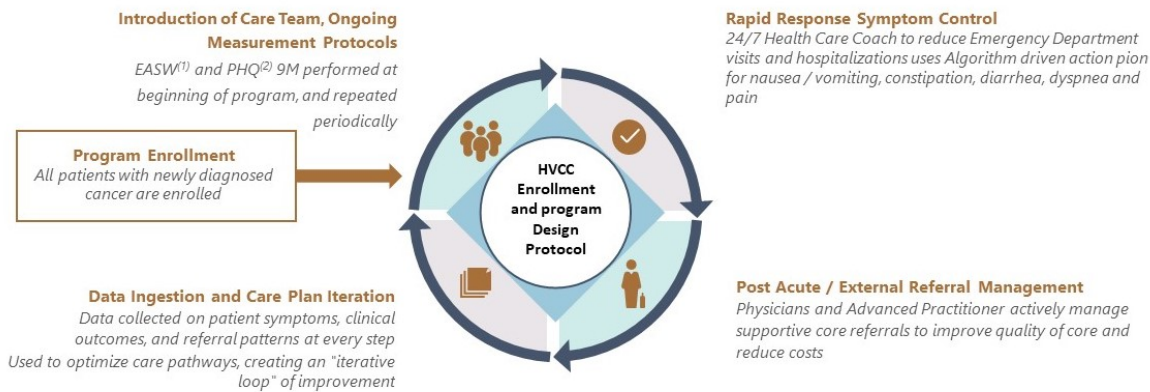 Introduction of Care Team, Ongoing
Measurement Protocols
EASW(1) and PHQ(2) 9M performed at
beginning of program, and repeated
periodically
Rapid Response Symptom Control
24/7 Health Care Coach to reduce Emergency Department
visits and hospitalizations uses Algorithm driven action pion
for nausea / vomiting, constipation, diarrhea, dyspnea and
pain
Program Enrollment
All patients with newly diagnosed
cancer are enrolled
HVCC
Enrollment
and program
Design
Protocol
Data Ingestion and Care Plan Iteration
Data collected on patient symptoms, clinical
outcomes, and referral patterns at every step
Used to optimize care pathways, creating an "iterative
loop" of improvement
Post Acute / External Referral Management
Physicians and Advanced Practitioner actively manage
supportive core referrals to improve quality of core and
reduce costs